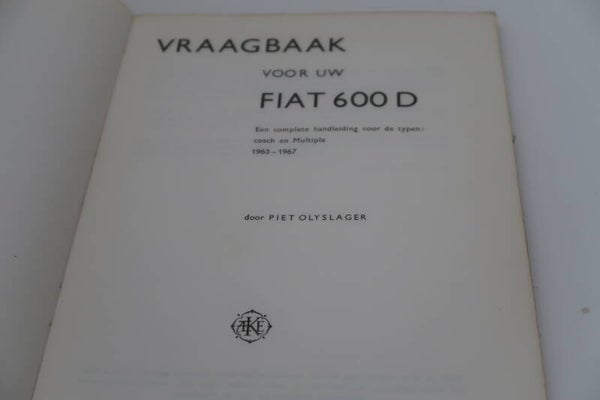 VRAAGBAAK
VOOR UW
FIAT 600 D
Een complete handleiding voor de typen:
coach en Multipla
1963-1967
door PIET OLYSLAGER